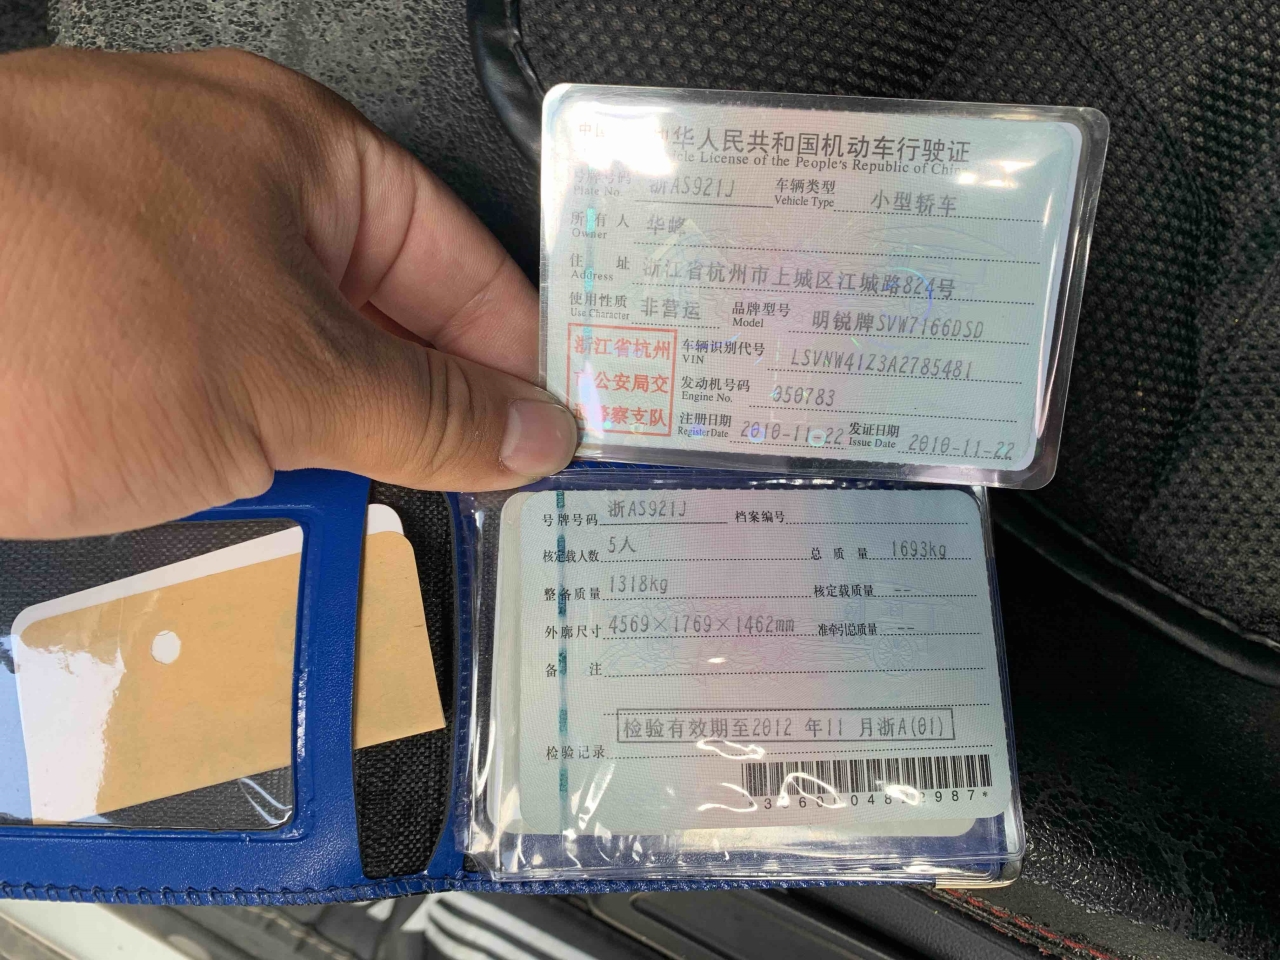 华人民共和国机动车行驶证
Vehicle License of the People's Republic of China
号牌号码 浙AS921J 车辆类型 小型轿车
Plate No. Vehicle Type
所有人 华峰
Owner
住址 浙江省杭州市上城区江城路824号
Address
使用性质 非营运 品牌型号 明锐牌SVW7166DSD
Use Character Model
浙江省杭州
公安局交
警察支队
车辆识别代号 LSVNW41Z3A2785481
VIN
发动机号码 050783
Engine No.
注册日期 2010-11-22 发证日期 2010-11-22
Register Date Issue Date
号牌号码 浙AS921J 档案编号
核定载人数 5人 总质量 1693kg
整备质量 1318kg 核定载质量 --
外廓尺寸 4569×1769×1462mm 准牵引总质量 --
备注
检验有效期至2012 年11 月浙A(01)
检验记录